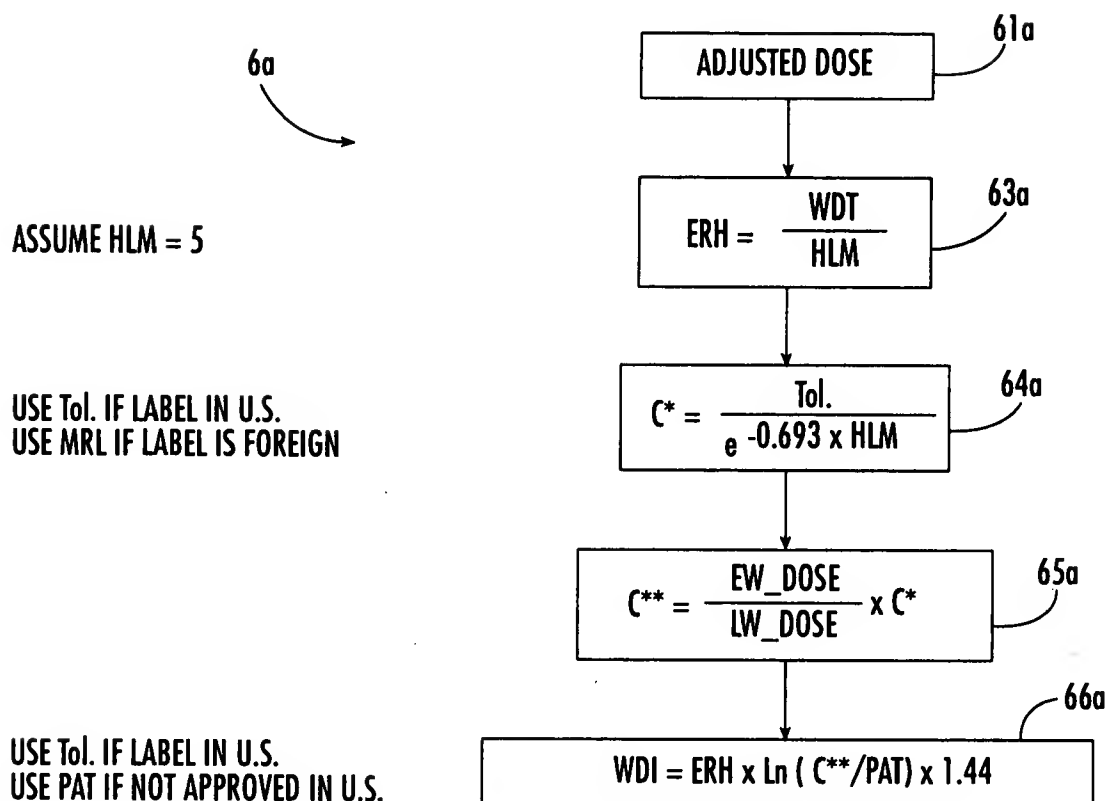 6a
ADJUSTED DOSE
61a
ASSUME HLM = 5
ERH = WDT / HLM
63a
USE Tol. IF LABEL IN U.S.
USE MRL IF LABEL IS FOREIGN
C* = Tol. / e -0.693 x HLM
64a
C** = EW_DOSE / LW_DOSE x C*
65a
66a
USE Tol. IF LABEL IN U.S.
USE PAT IF NOT APPROVED IN U.S.
WDI = ERH x Ln ( C**/PAT) x 1.44